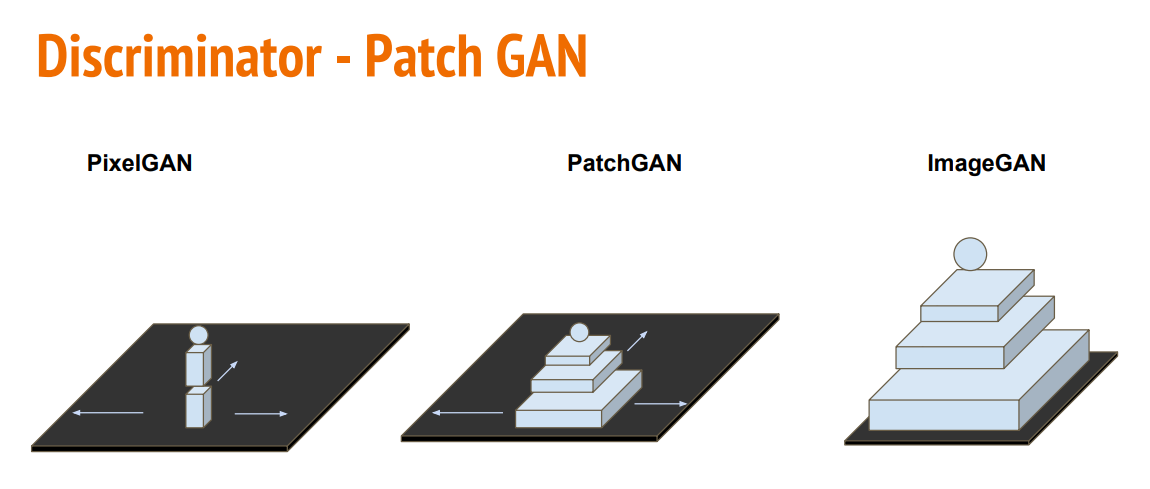 Discriminator - Patch GAN
PixelGAN PatchGAN ImageGAN